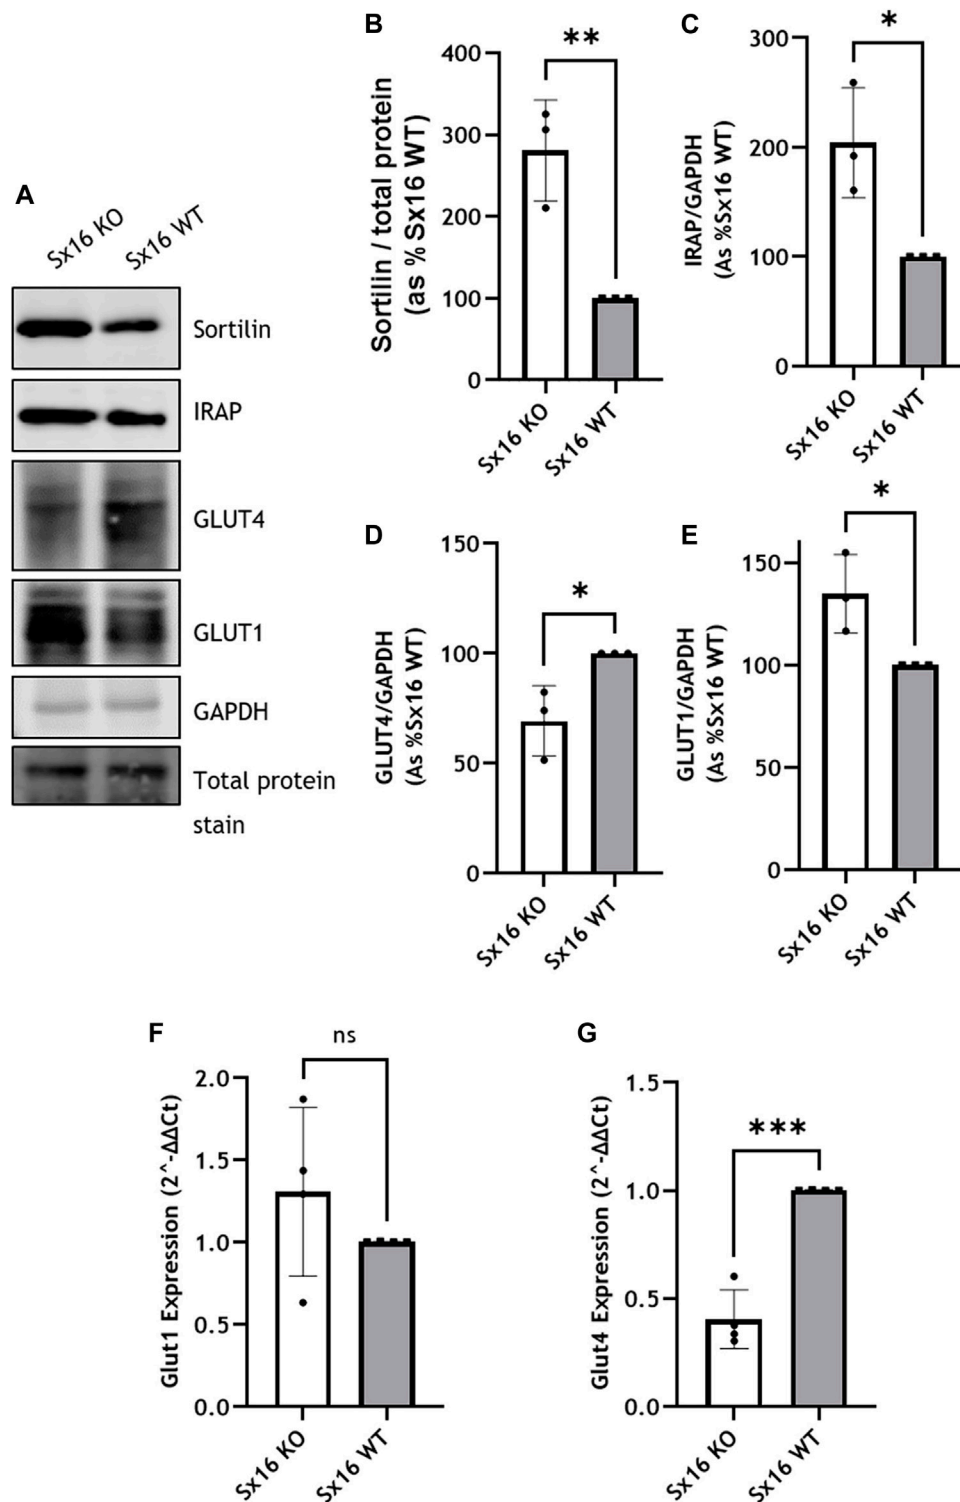 A
Sx16 KO
Sx16 WT
Sortilin
IRAP
GLUT4
GLUT1
GAPDH
Total protein
stain
B
Sortilin / total protein
(as % Sx16 WT)
400
300
200
100
0
**
Sx16 KO
Sx16 WT
C
IRAP/GAPDH
(As %Sx16 WT)
300
200
100
0
*
Sx16 KO
Sx16 WT
D
GLUT4/GAPDH
(As %Sx16 WT)
150
100
50
0
*
Sx16 KO
Sx16 WT
E
GLUT1/GAPDH
(As %Sx16 WT)
150
100
50
0
*
Sx16 KO
Sx16 WT
F
Glut1 Expression (2^-ΔΔCt)
2.0
1.5
1.0
0.5
0.0
ns
Sx16 KO
Sx16 WT
G
Glut4 Expression (2^-ΔΔCt)
1.5
1.0
0.5
0.0
***
Sx16 KO
Sx16 WT